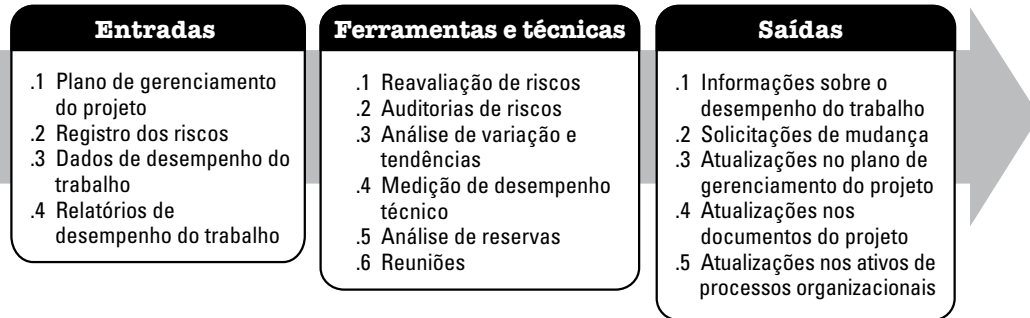 Entradas
.1 Plano de gerenciamento
do projeto
.2 Registro dos riscos
.3 Dados de desempenho do
trabalho
.4 Relatórios de
desempenho do trabalho
Ferramentas e técnicas
.1 Reavaliação de riscos
.2 Auditorias de riscos
.3 Análise de variação e
tendências
.4 Medição de desempenho
técnico
.5 Análise de reservas
.6 Reuniões
Saídas
.1 Informações sobre o
desempenho do trabalho
.2 Solicitações de mudança
.3 Atualizações no plano de
gerenciamento do projeto
.4 Atualizações nos
documentos do projeto
.5 Atualizações nos ativos de
processos organizacionais